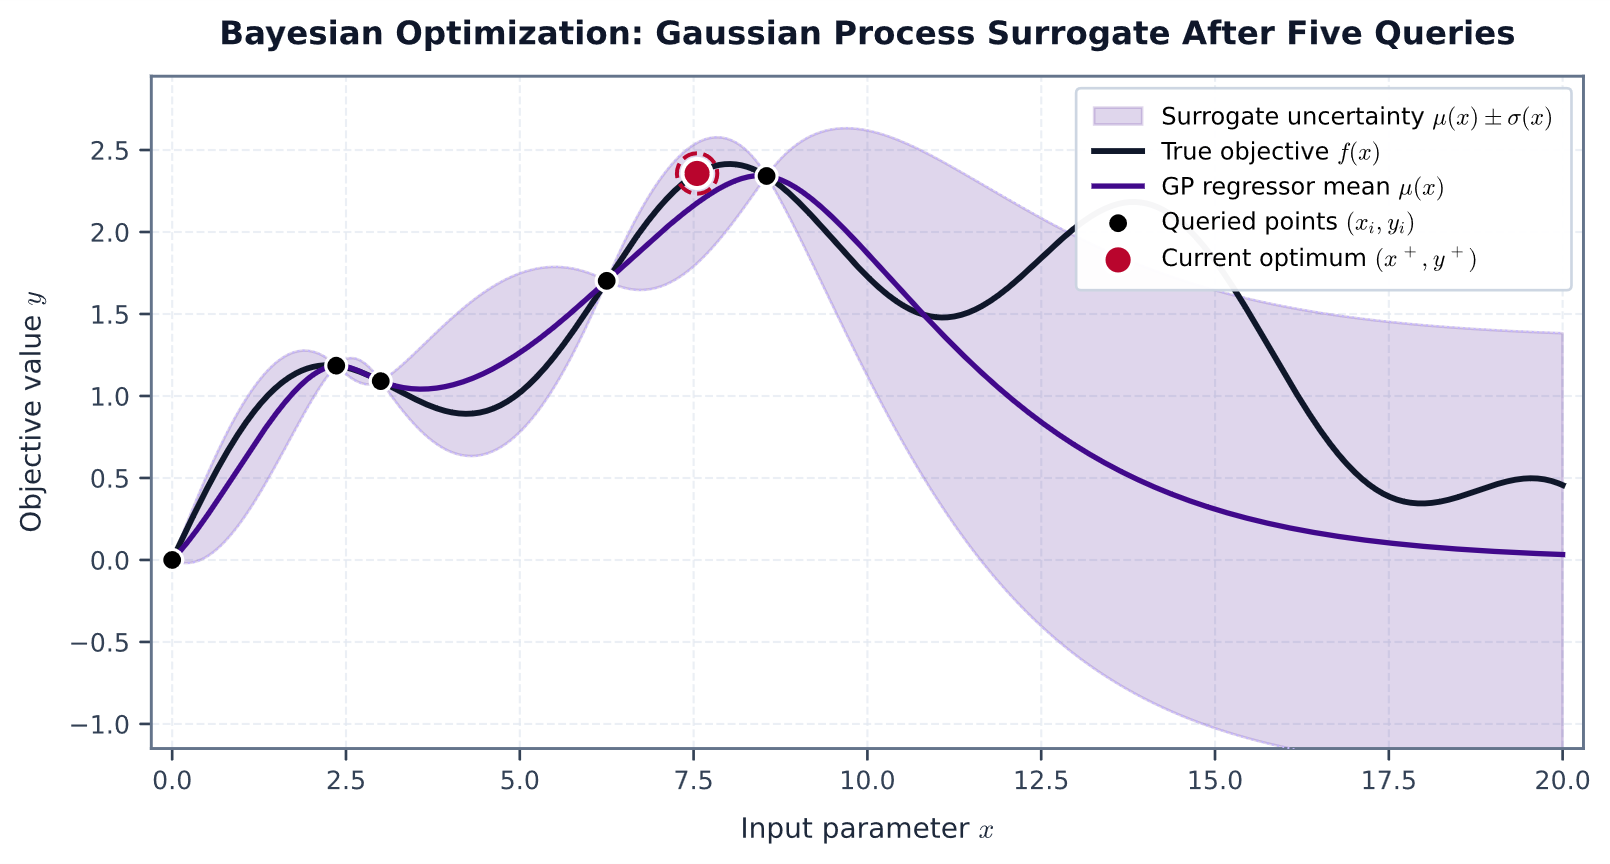 Bayesian Optimization: Gaussian Process Surrogate After Five Queries
Surrogate uncertainty μ(x) ± σ(x)
True objective f(x)
GP regressor mean μ(x)
Queried points (xᵢ, yᵢ)
Current optimum (x⁺, y⁺)
Objective value y
2.5
2.0
1.5
1.0
0.5
0.0
−0.5
−1.0
0.0 2.5 5.0 7.5 10.0 12.5 15.0 17.5 20.0
Input parameter x